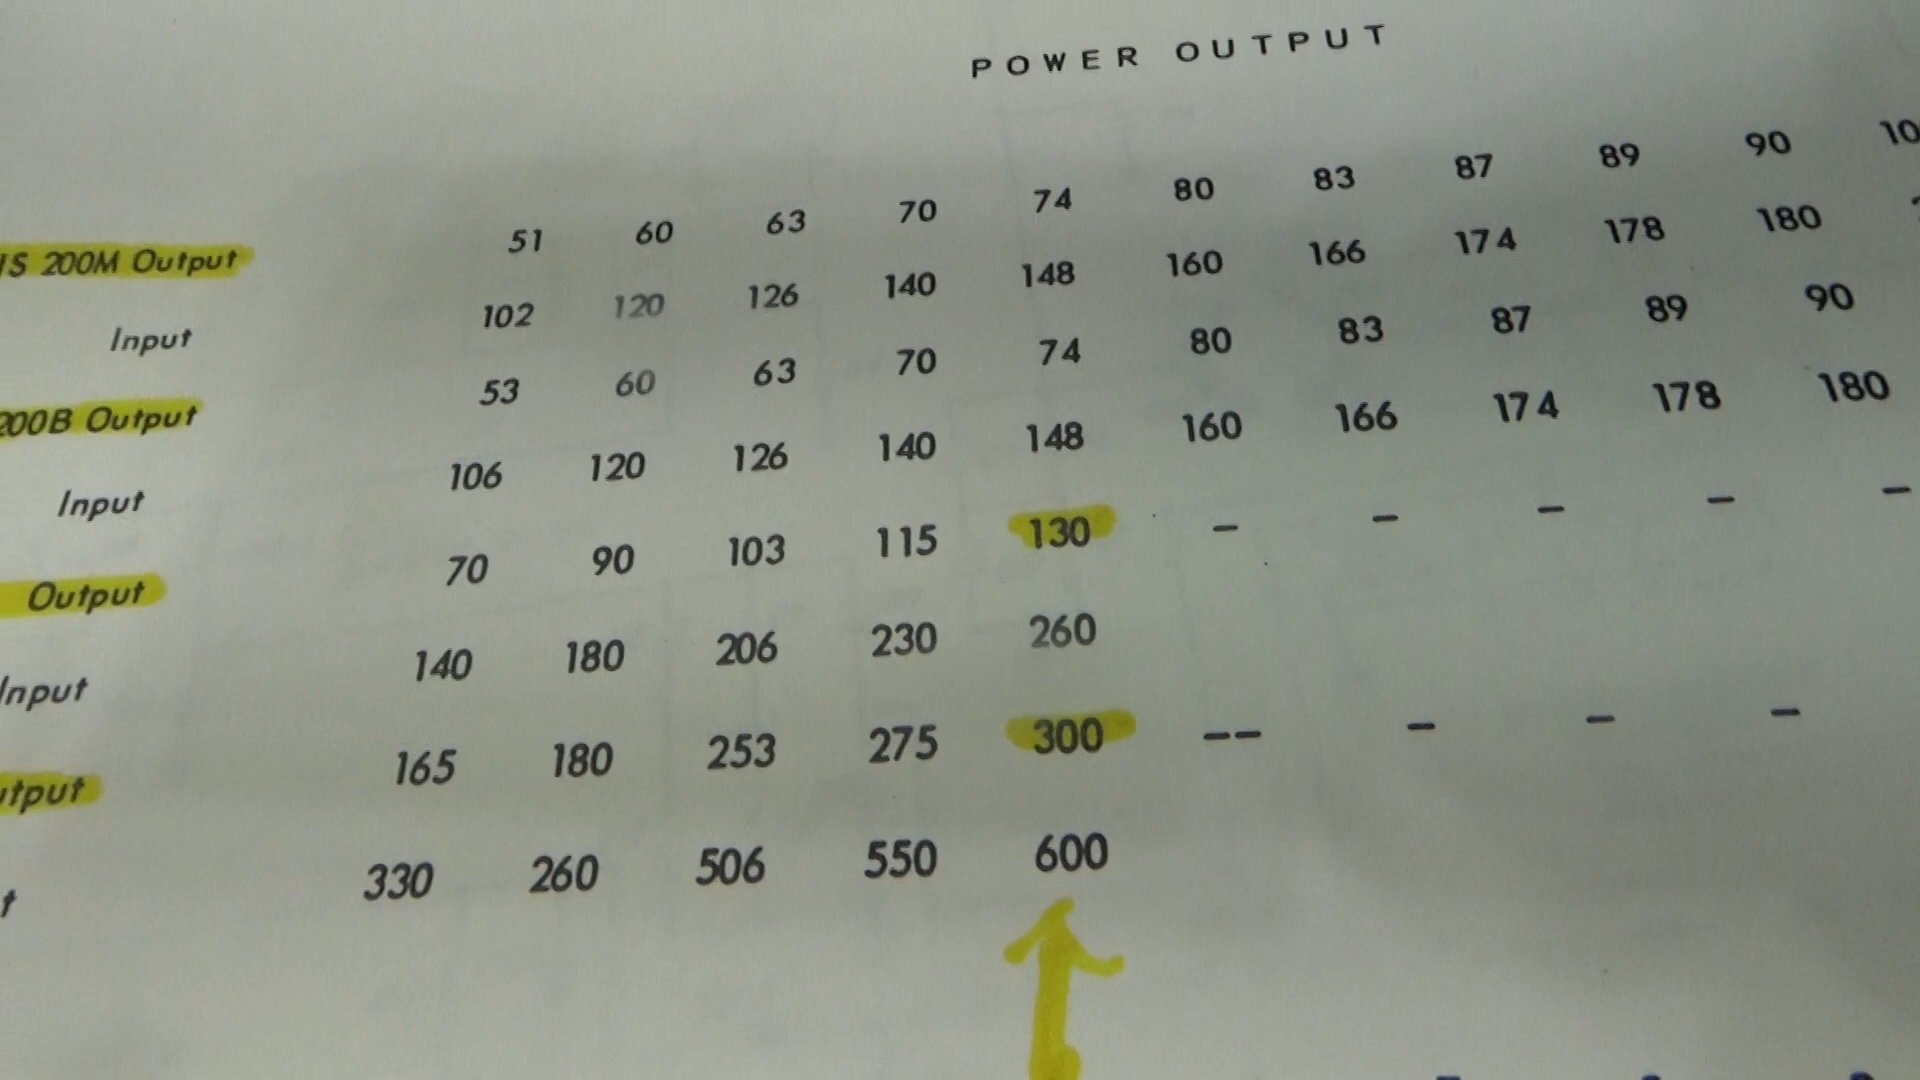 POWER OUTPUT
200M Output 51 60 63 70 74 80 83 87 89 90
Input 102 120 126 140 148 160 166 174 178 180
200B Output 53 60 63 70 74 80 83 87 89 90
Input 106 120 126 140 148 160 166 174 178 180
Output 70 90 103 115 130 - - - - -
Input 140 180 206 230 260
165 180 253 275 300 -- - - -
330 260 506 550 600